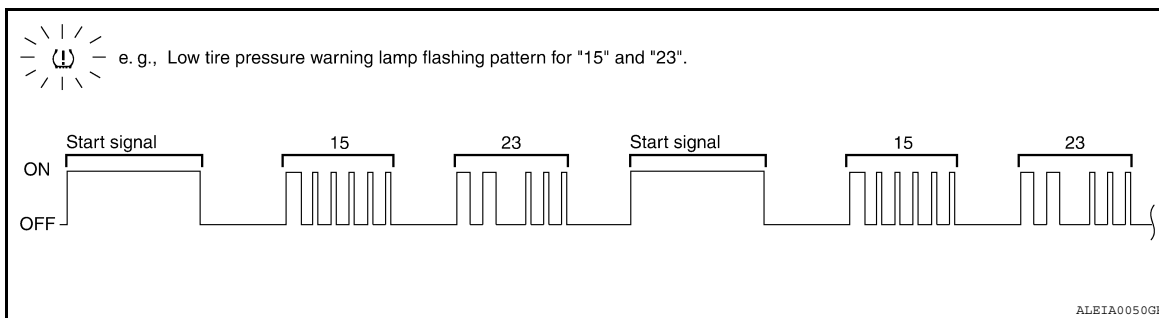 e. g., Low tire pressure warning lamp flashing pattern for "15" and "23".
Start signal 15 23 Start signal 15 23
ON
OFF